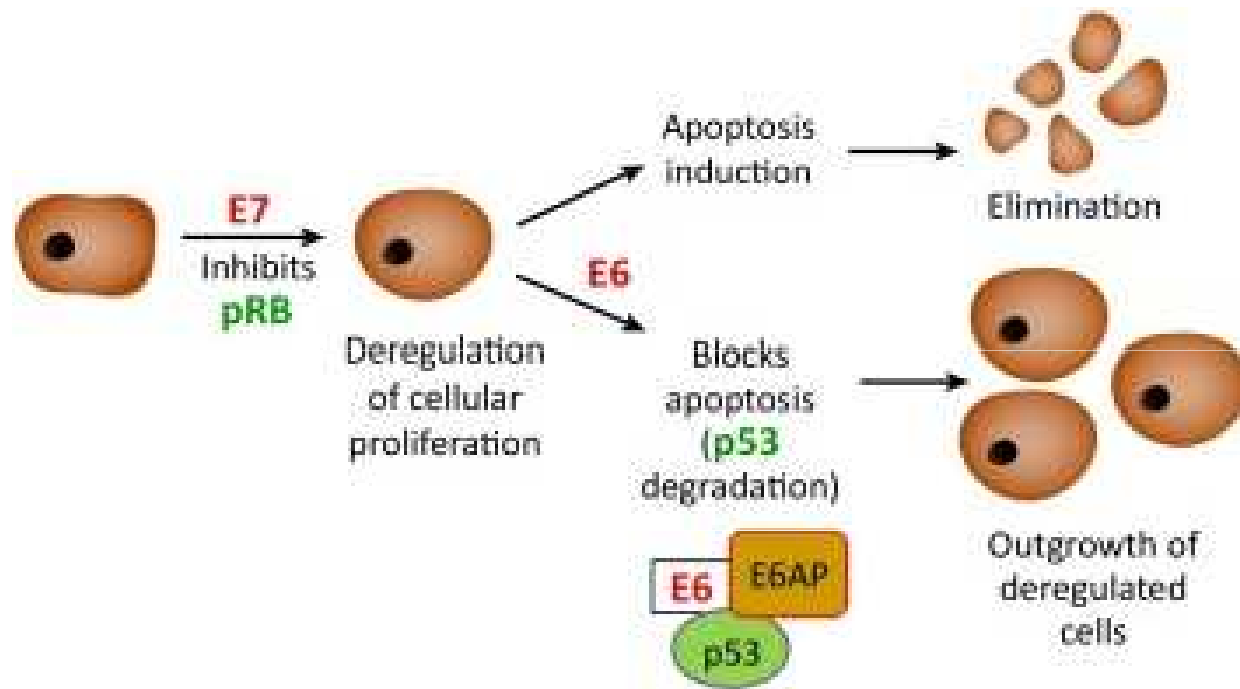 E7
Inhibits
pRB
Deregulation
of cellular
proliferation
Apoptosis
induction
Elimination
E6
Blocks
apoptosis
(p53
degradation)
E6
E6AP
p53
Outgrowth of
deregulated
cells